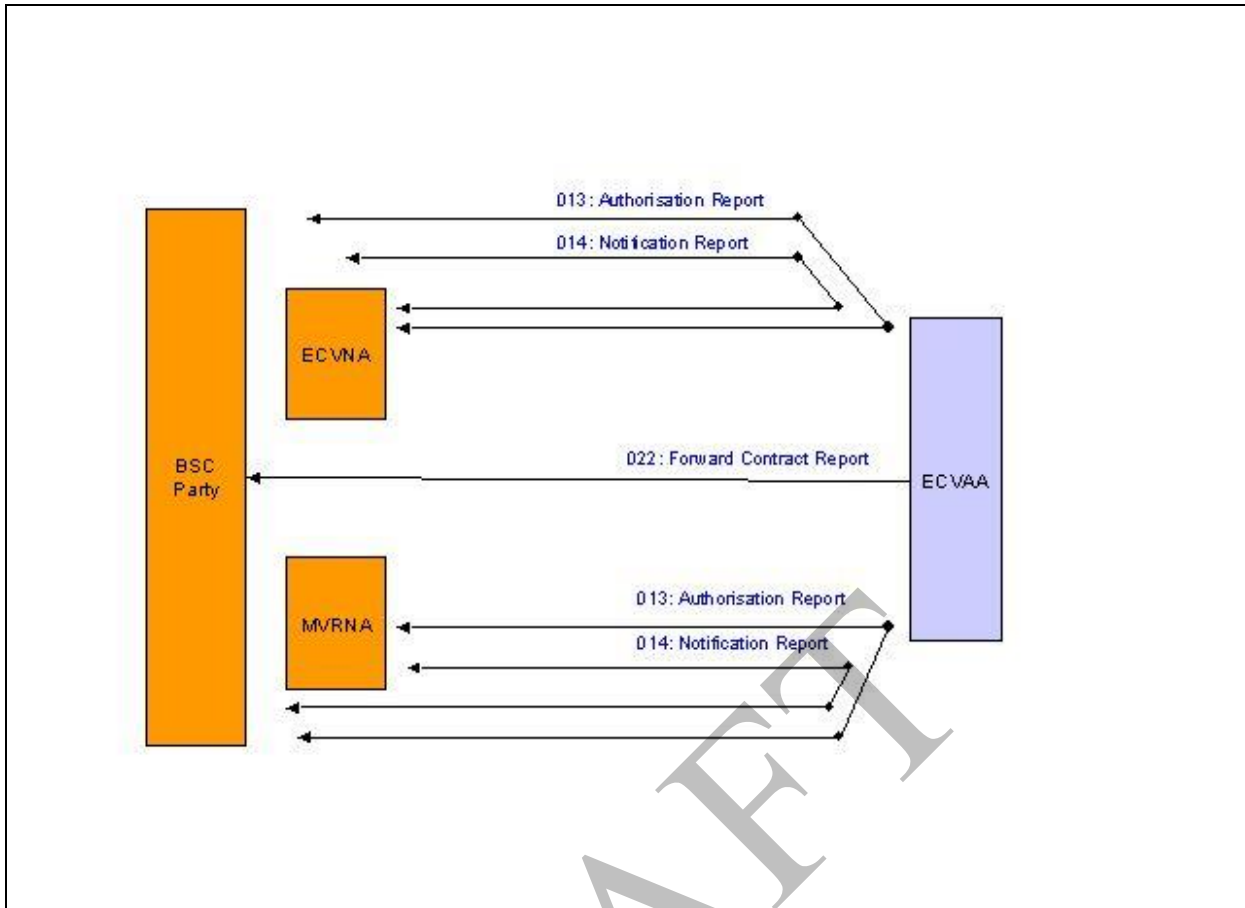 013: Authorisation Report
014: Notification Report
ECVNA
022: Forward Contract Report
BSC
Party
ECVAA
013: Authorisation Report
MVRNA
014: Notification Report
AFT